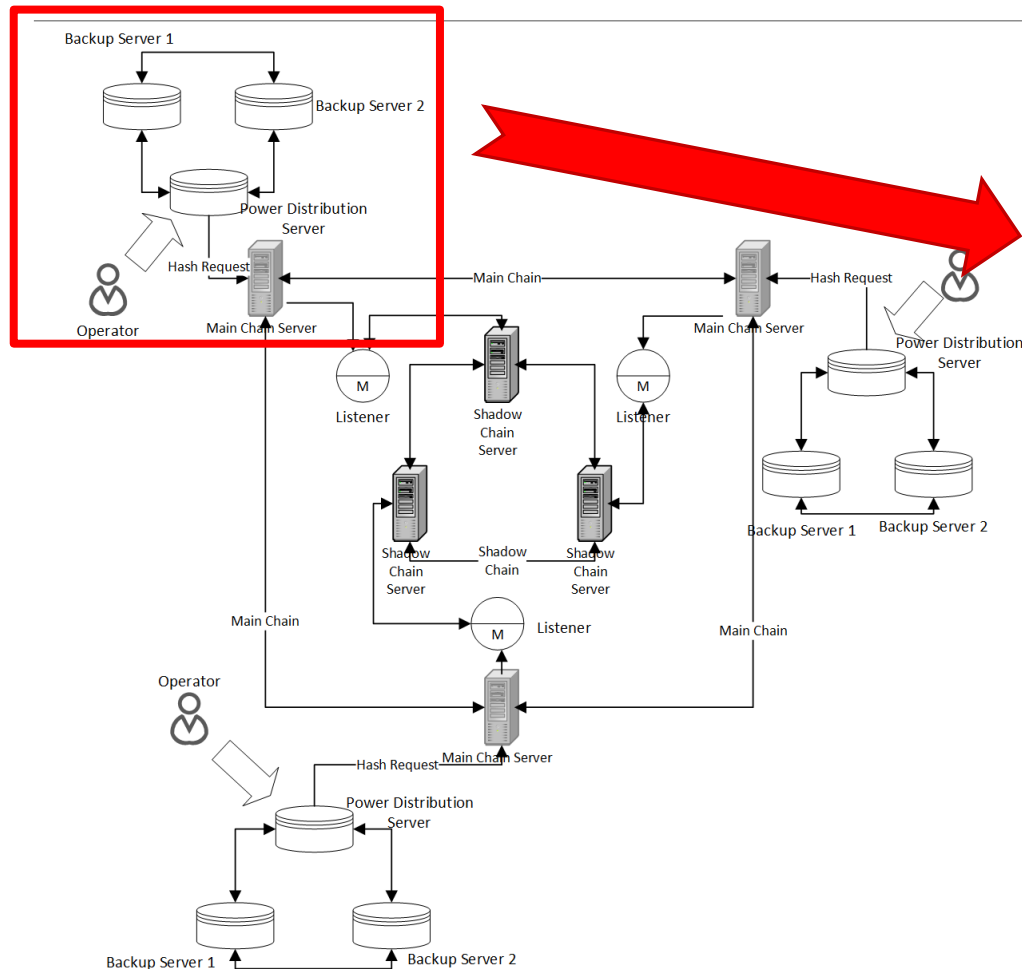 Backup Server 1
Backup Server 2
Power Distribution
Server
Hash Request
Main Chain
Hash Request
Operator
Main Chain Server
Main Chain Server
Power Distribution
Server
M
M
Listener
Shadow
Chain
Server
Listener
Backup Server 1
Backup Server 2
Shadow
Chain
Server
Shadow
Chain
Shadow
Chain
Server
Main Chain
M
Listener
Main Chain
Operator
Main Chain Server
Hash Request
Power Distribution
Server
Backup Server 1
Backup Server 2